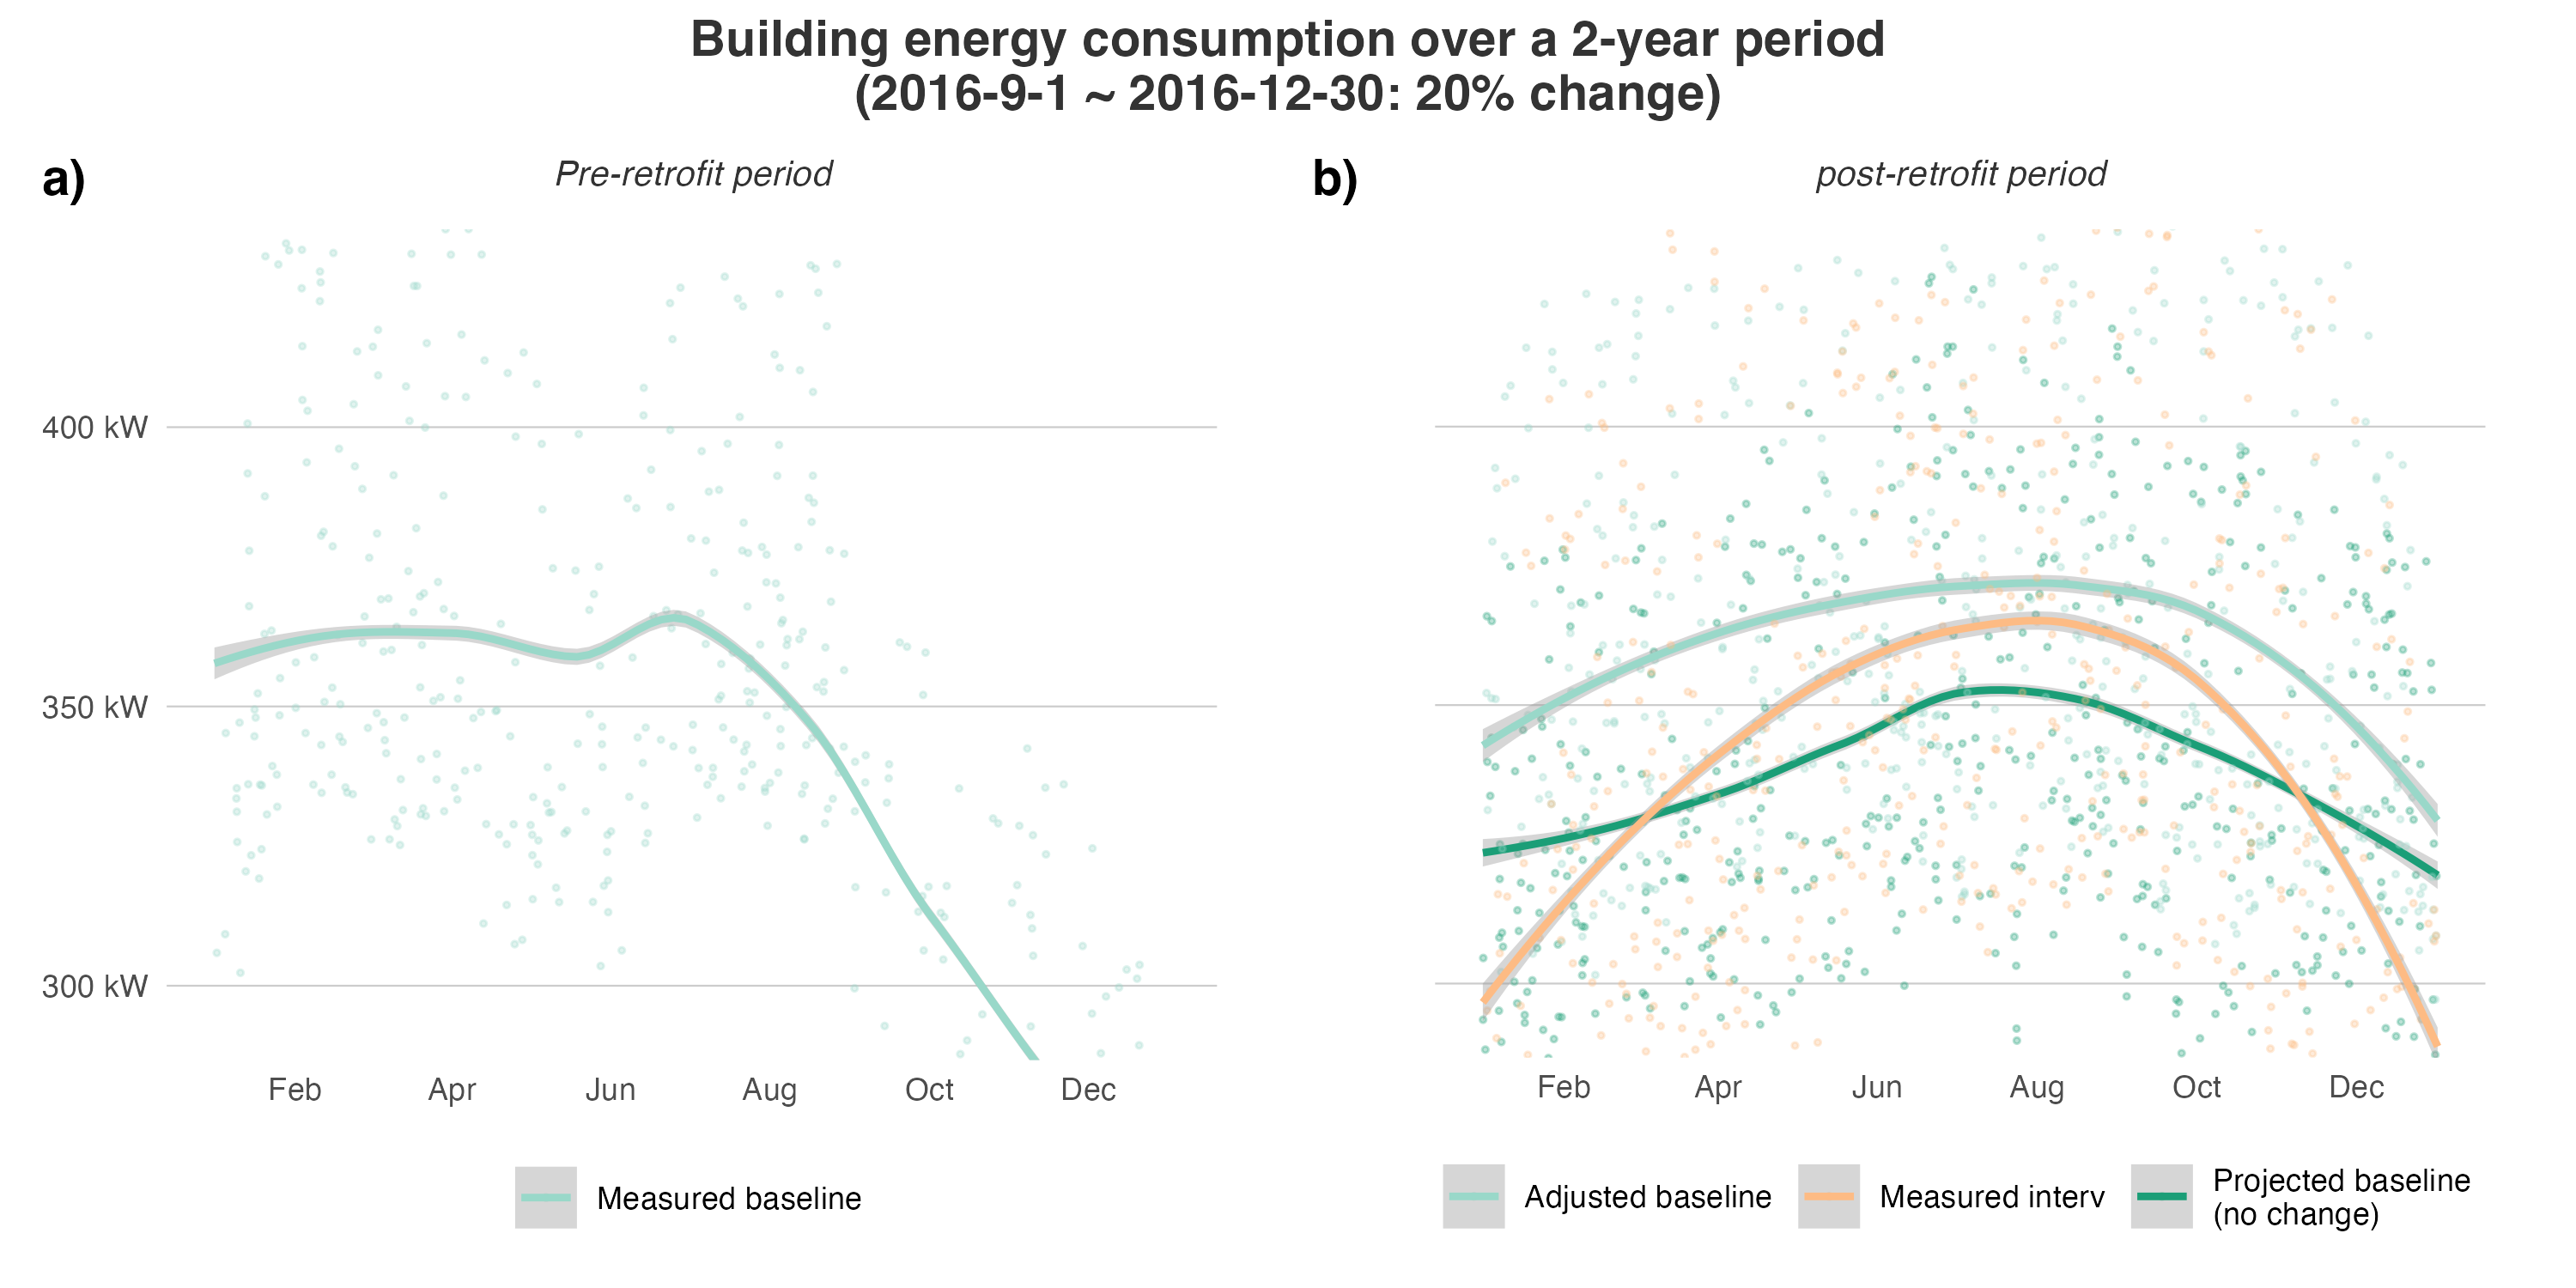 Building energy consumption over a 2-year period
(2016-9-1 ~ 2016-12-30: 20% change)
a)
Pre-retrofit period
400 kW
350 kW
300 kW
Feb Apr Jun Aug Oct Dec
Measured baseline
b)
post-retrofit period
Feb Apr Jun Aug Oct Dec
Adjusted baseline
Measured interv
Projected baseline
(no change)